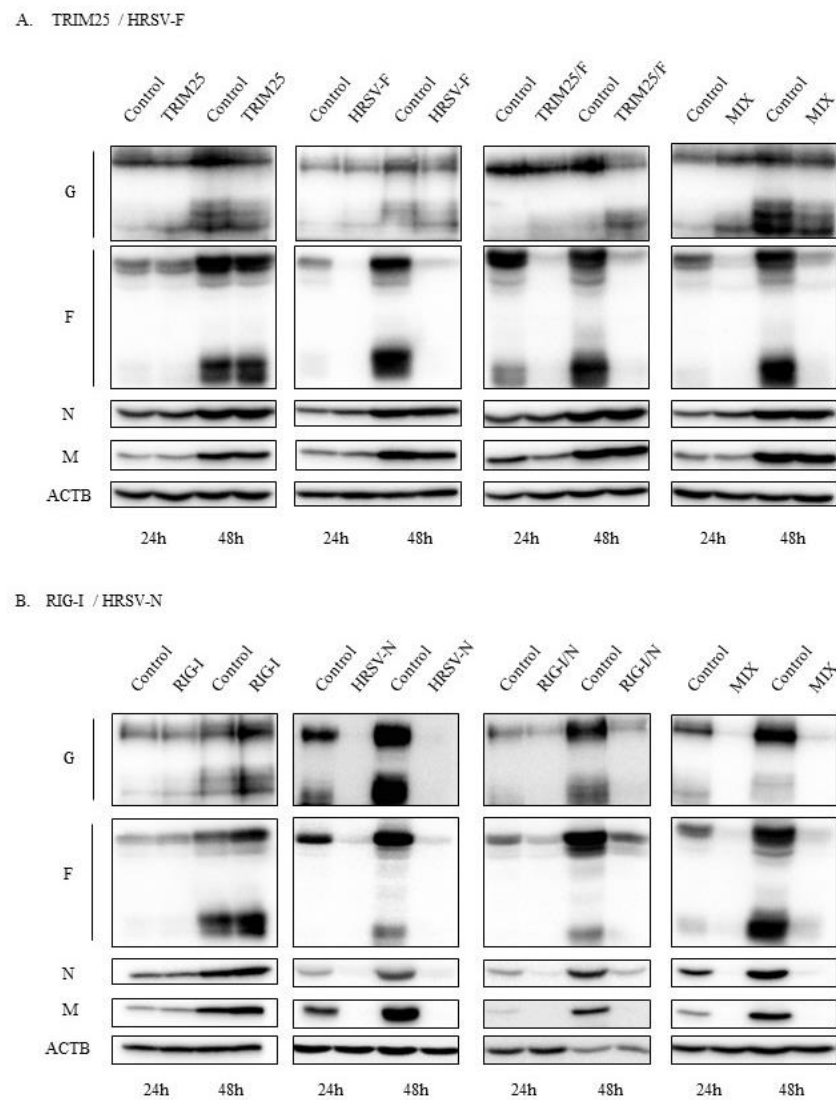 A. TRIM25 / HRSV-F
Control TRIM25 Control TRIM25 Control HRSV-F Control HRSV-F Control TRIM25/F Control TRIM25/F Control MIX Control MIX
G
F
N
M
ACTB
24h 48h 24h 48h 24h 48h 24h 48h
B. RIG-I / HRSV-N
Control RIG-I Control RIG-I Control HRSV-N Control HRSV-N Control RIG-I/N Control RIG-I/N Control MIX Control MIX
G
F
N
M
ACTB
24h 48h 24h 48h 24h 48h 24h 48h